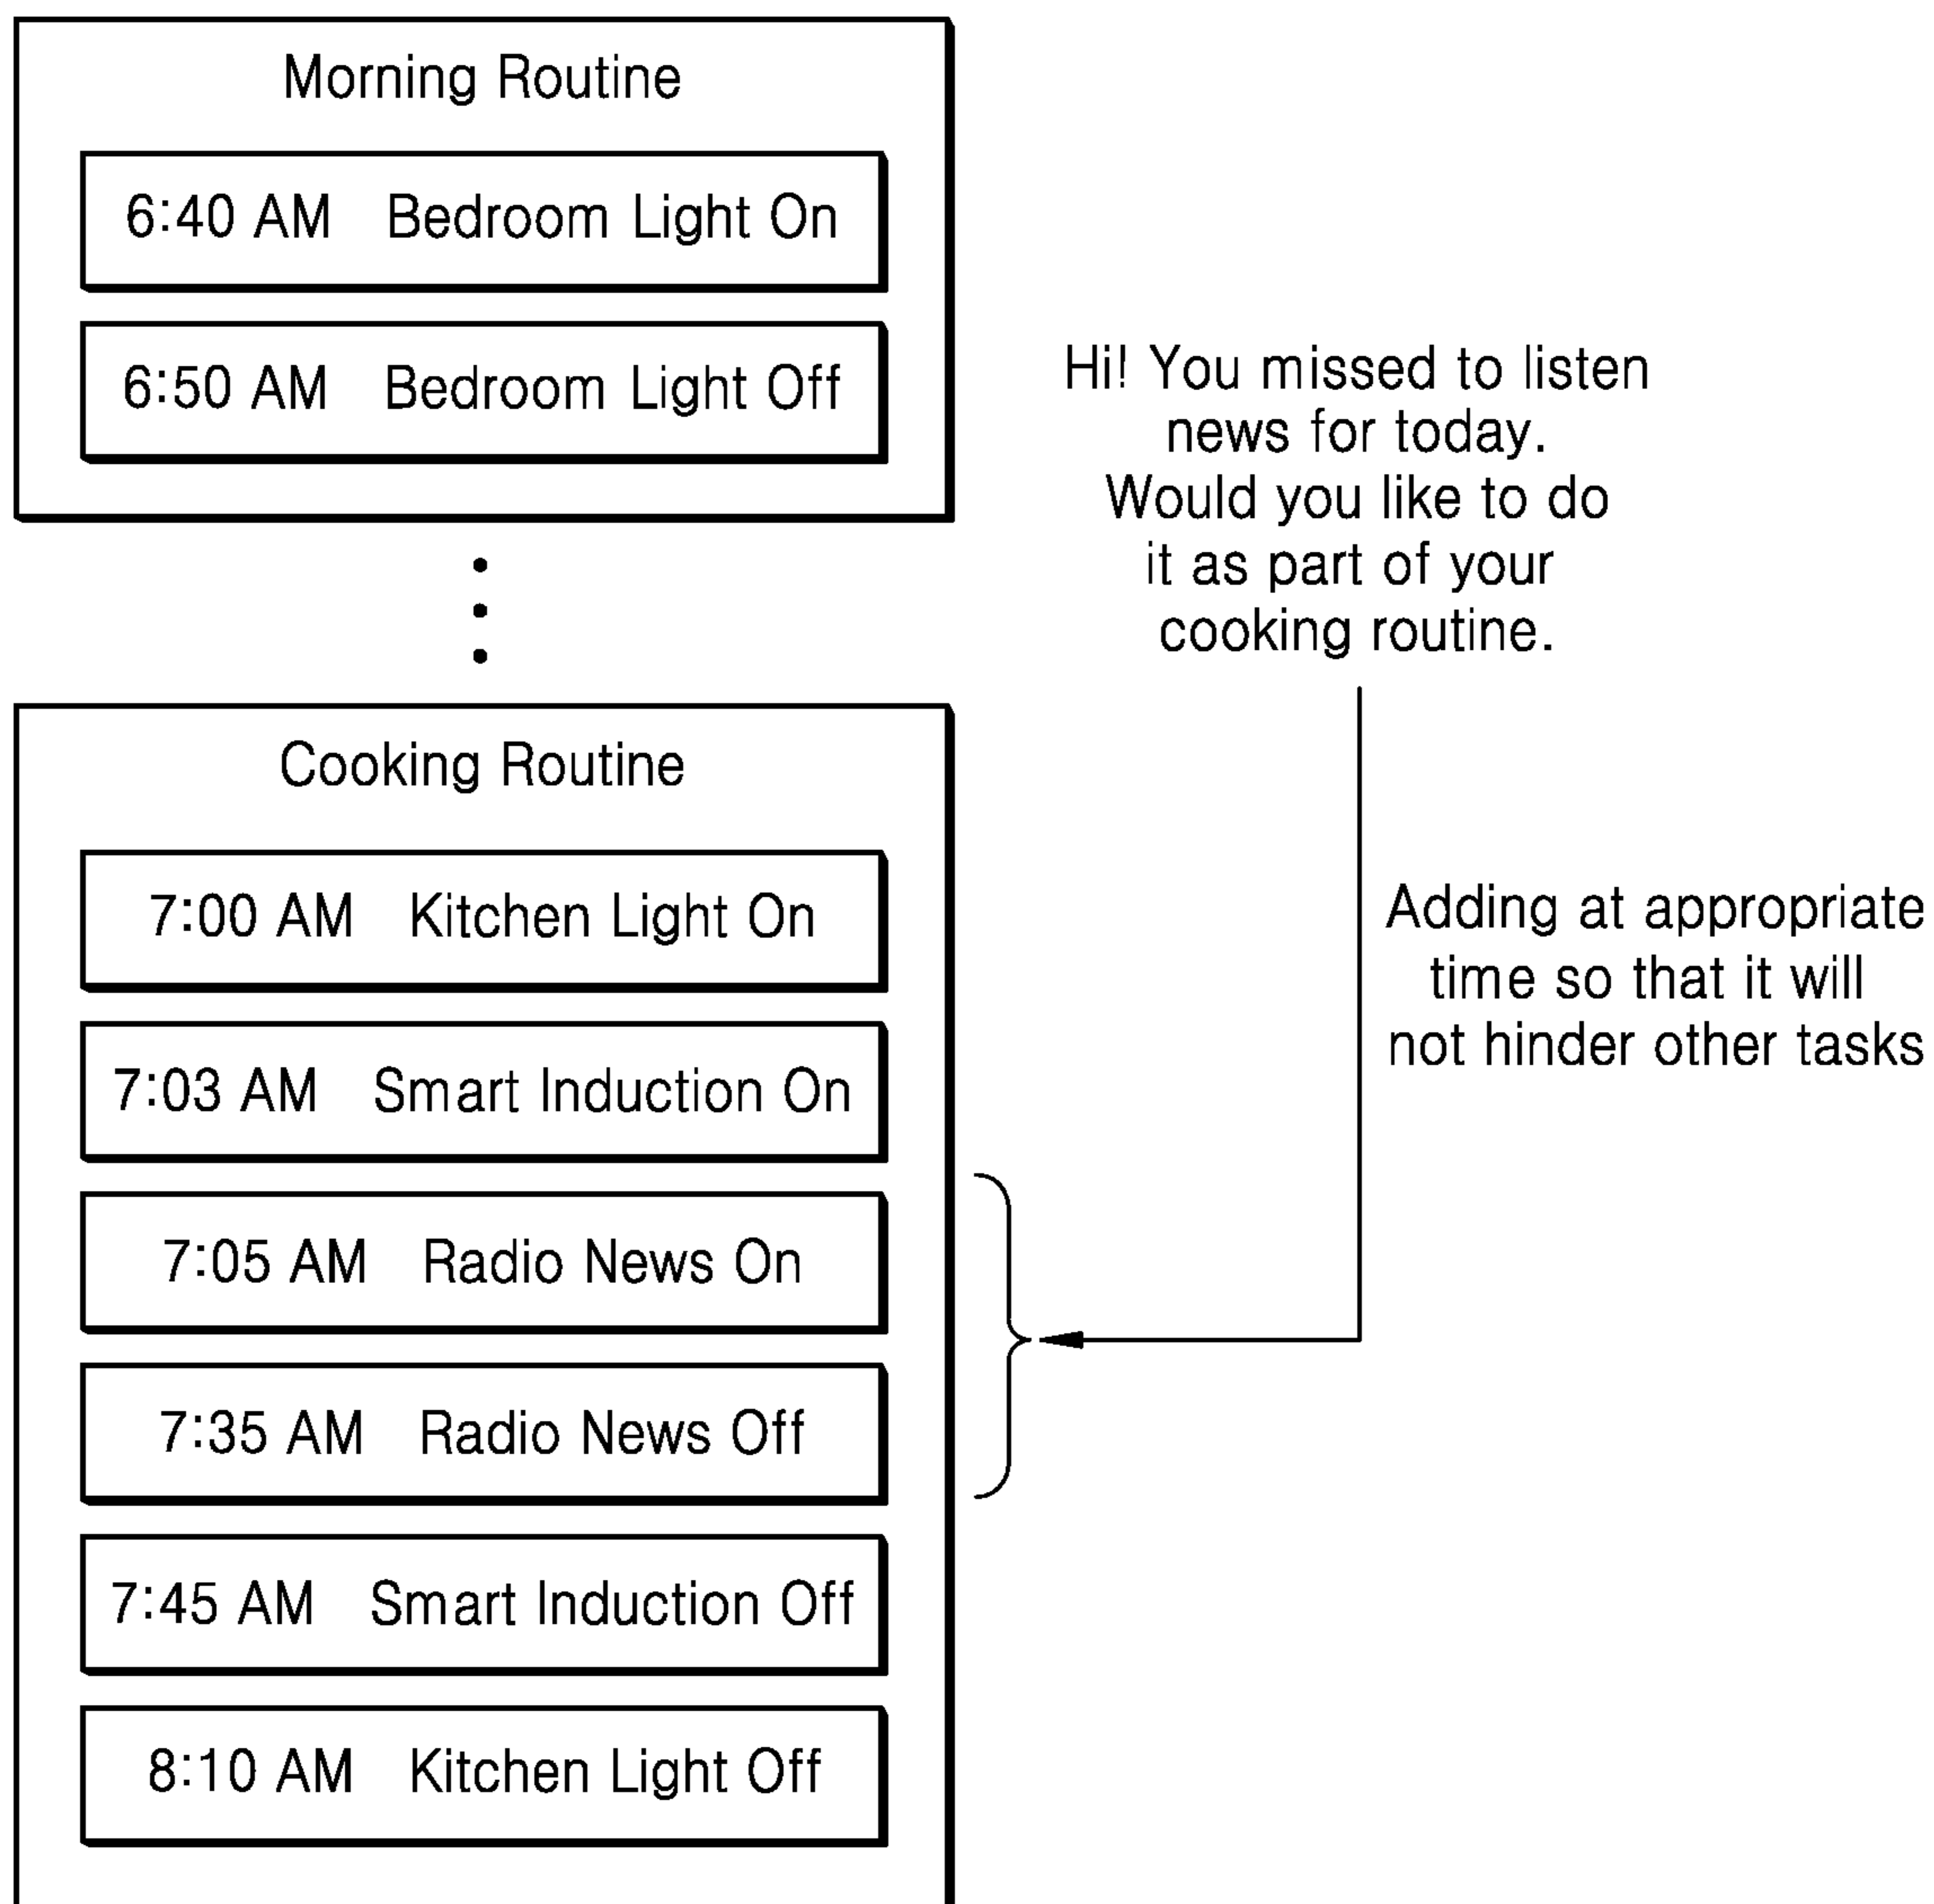 Morning Routine
6:40 AM Bedroom Light On
6:50 AM Bedroom Light Off
Hi! You missed to listen
news for today.
Would you like to do
it as part of your
cooking routine.
Cooking Routine
7:00 AM Kitchen Light On
7:03 AM Smart Induction On
7:05 AM Radio News On
7:35 AM Radio News Off
7:45 AM Smart Induction Off
8:10 AM Kitchen Light Off
Adding at appropriate
time so that it will
not hinder other tasks